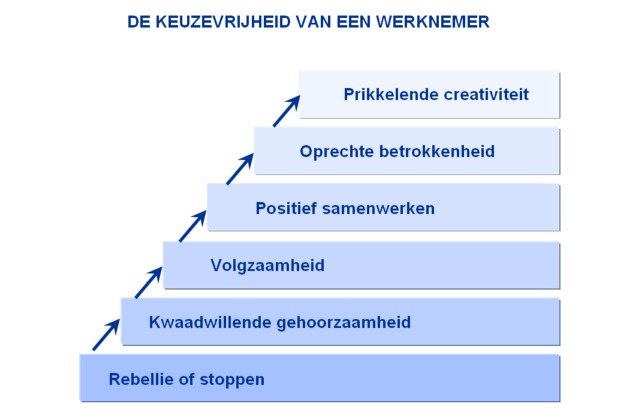 DE KEUZEVRIJHEID VAN EEN WERKNEMER
Prikkelende creativiteit
Oprechte betrokkenheid
Positief samenwerken
Volgzaamheid
Kwaadwillende gehoorzaamheid
Rebellie of stoppen